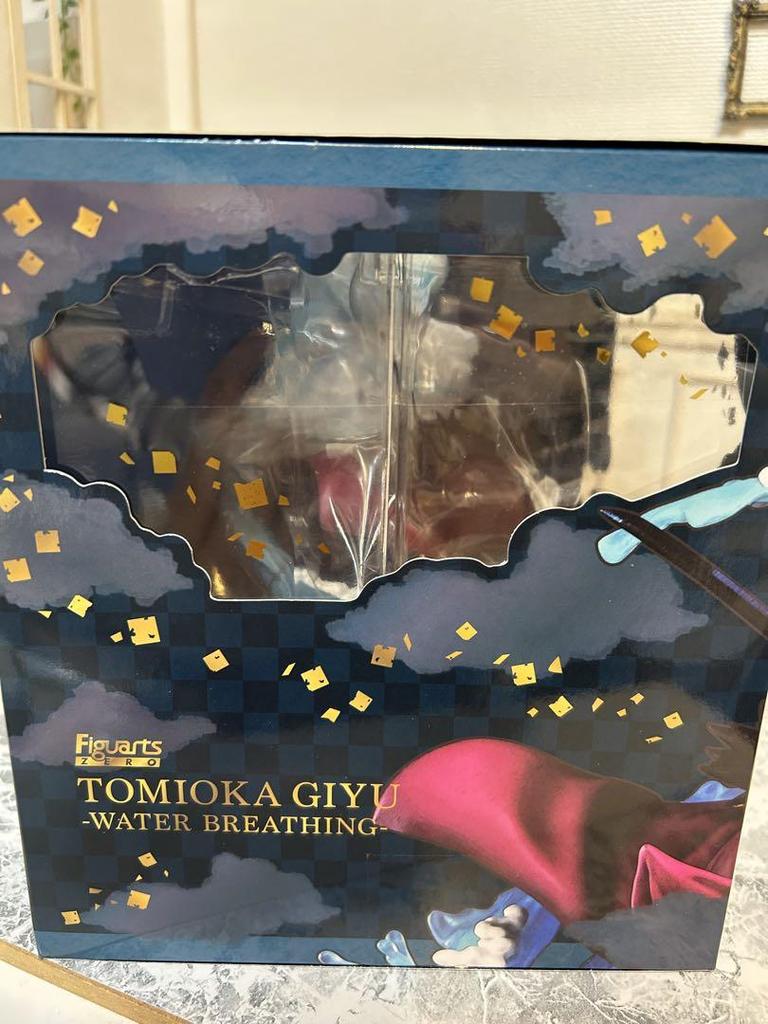 Figuarts
ZERO
TOMIOKA GIYU
-WATER BREATHING-